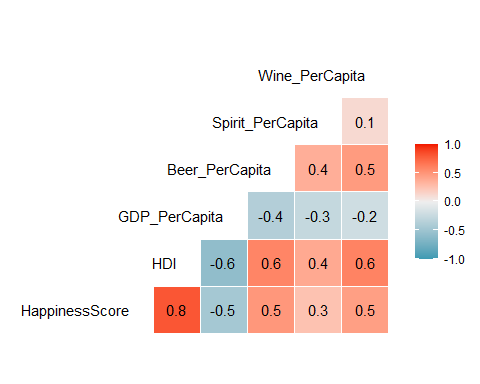 Wine_PerCapita
Spirit_PerCapita 0.1
Beer_PerCapita 0.4 0.5
GDP_PerCapita -0.4 -0.3 -0.2
HDI -0.6 0.6 0.4 0.6
HappinessScore 0.8 -0.5 0.5 0.3 0.5
1.0
0.5
0.0
-0.5
-1.0